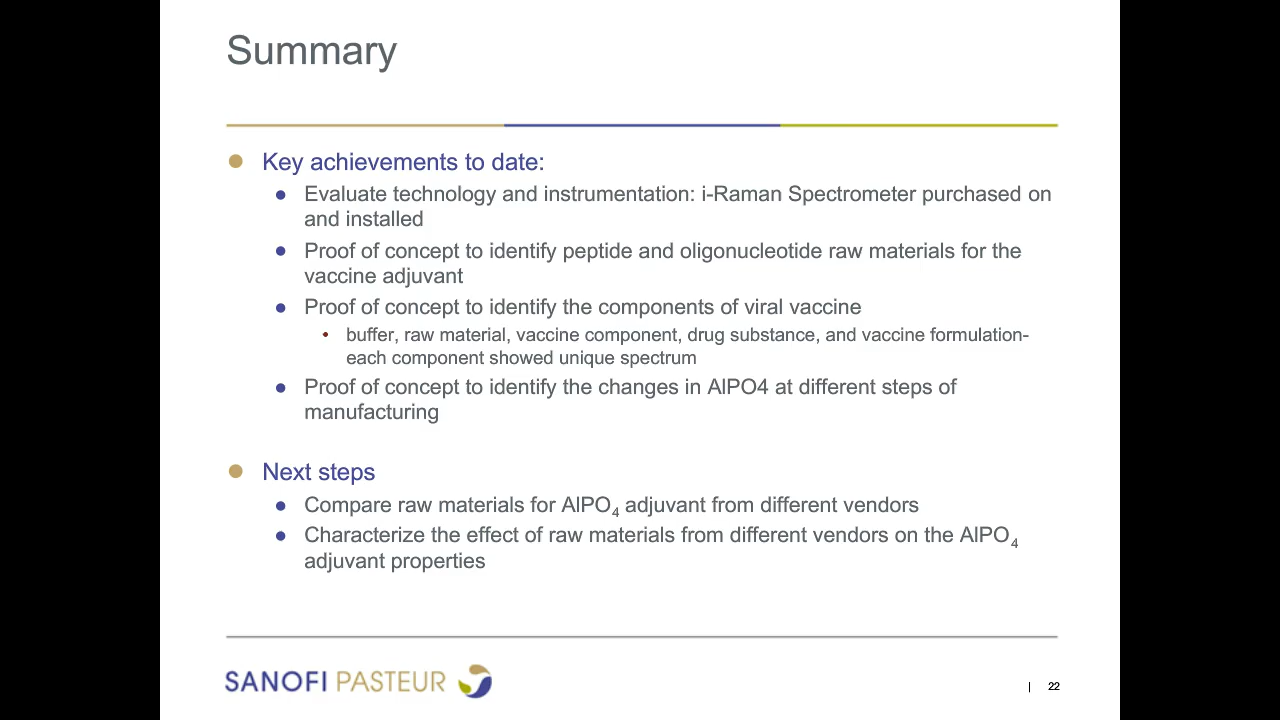 Summary
Key achievements to date:
Evaluate technology and instrumentation: i-Raman Spectrometer purchased on
and installed
Proof of concept to identify peptide and oligonucleotide raw materials for the
vaccine adjuvant
Proof of concept to identify the components of viral vaccine
buffer, raw material, vaccine component, drug substance, and vaccine formulation-
each component showed unique spectrum
Proof of concept to identify the changes in AlPO4 at different steps of
manufacturing
Next steps
Compare raw materials for AlPO4 adjuvant from different vendors
Characterize the effect of raw materials from different vendors on the AlPO4
adjuvant properties
SANOFI PASTEUR
| 22